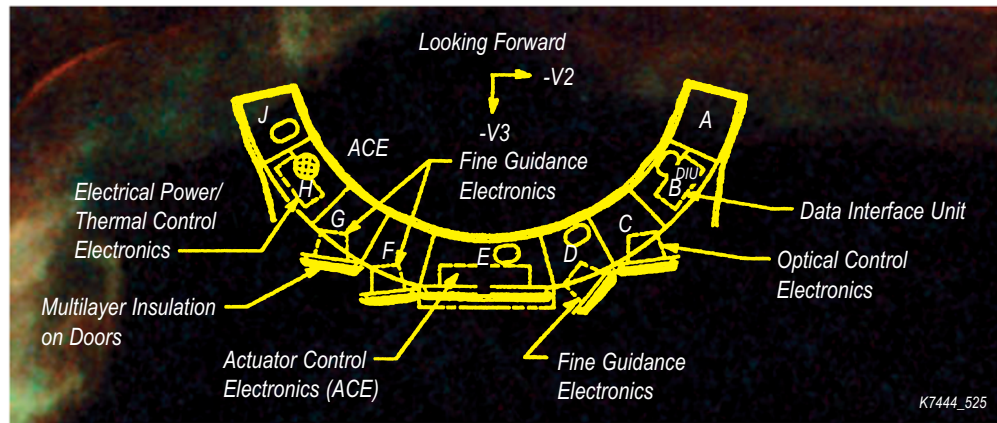 Looking Forward
-V2
-V3
J
ACE
A
Fine Guidance
Electronics
H
DIU
B
Electrical Power/
Thermal Control
Electronics
G
C
Data Interface Unit
F
E
D
Optical Control
Electronics
Multilayer Insulation
on Doors
Actuator Control
Electronics (ACE)
Fine Guidance
Electronics
K7444_525